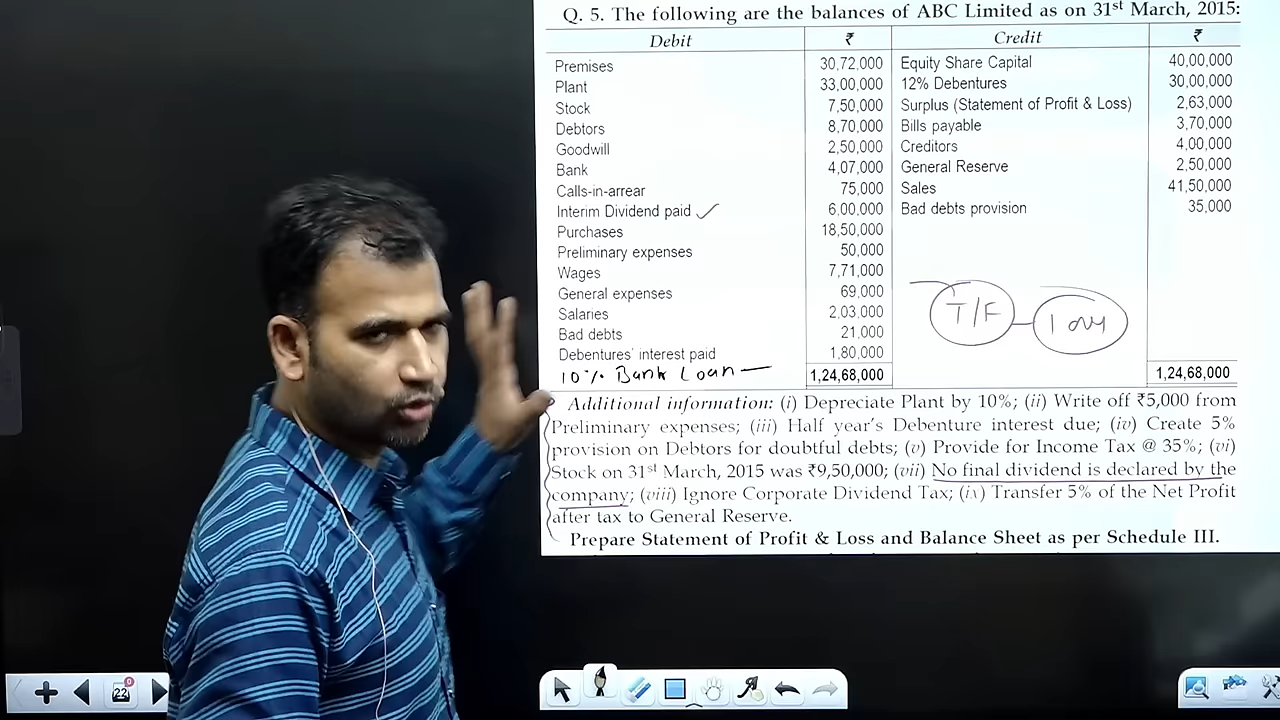 Q. 5. The following are the balances of ABC Limited as on 31st March, 2015:
Debit ₹ Credit ₹
Premises 30,72,000 Equity Share Capital 40,00,000
Plant 33,00,000 12% Debentures 30,00,000
Stock 7,50,000 Surplus (Statement of Profit & Loss) 2,63,000
Debtors 8,70,000 Bills payable 3,70,000
Goodwill 2,50,000 Creditors 4,00,000
Bank 4,07,000 General Reserve 2,50,000
Calls-in-arrear 75,000 Sales 41,50,000
Interim Dividend paid 6,00,000 Bad debts provision 35,000
Purchases 18,50,000
Preliminary expenses 50,000
Wages 7,71,000
General expenses 69,000
Salaries 2,03,000
Bad debts 21,000
Debentures' interest paid 1,80,000
10% Bank Loan 1,24,68,000 1,24,68,000
T/F
Additional information: (i) Depreciate Plant by 10%; (ii) Write off ₹5,000 from
Preliminary expenses; (iii) Half year's Debenture interest due; (iv) Create 5%
provision on Debtors for doubtful debts; (v) Provide for Income Tax @ 35%; (vi)
Stock on 31st March, 2015 was ₹9,50,000; (vii) No final dividend is declared by the
company; (viii) Ignore Corporate Dividend Tax; (ix) Transfer 5% of the Net Profit
after tax to General Reserve.
Prepare Statement of Profit & Loss and Balance Sheet as per Schedule III.
22 0